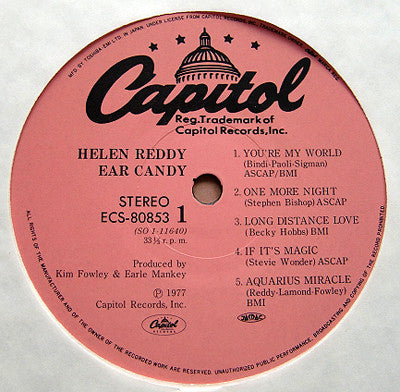 MFD. BY TOSHIBA EMI LTD. IN JAPAN, UNDER LICENSE FROM CAPITOL RECORDS, INC.
Capitol
Reg. Trademark of
Capitol Records, Inc.
HELEN REDDY
EAR CANDY
STEREO
ECS-80853 1
(SO 1-11640)
33⅓ r. p. m.
Produced by
Kim Fowley & Earle Mankey
Ⓟ 1977
Capitol Records, Inc.
1. YOU'RE MY WORLD
(Bindi-Paoli-Sigman)
ASCAP/BMI
2. ONE MORE NIGHT
(Stephen Bishop) ASCAP
3. LONG DISTANCE LOVE
(Becky Hobbs) BMI
4. IF IT'S MAGIC
(Stevie Wonder) ASCAP
5. AQUARIUS MIRACLE
(Reddy-Lamond-Fowley)
BMI
Capitol
RECORDS
JASRAC
ALL RIGHTS OF THE MANUFACTURER AND OF THE OWNER OF THE RECORDED WORK ARE RESERVED. UNAUTHORIZED PUBLIC PERFORMANCE, BROADCASTING AND COPYING OF THE RECORD PROHIBITED